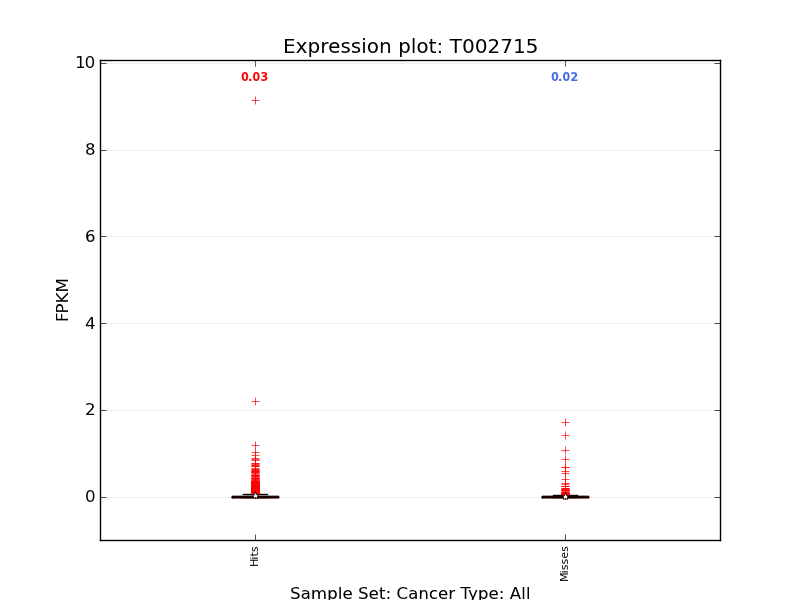 Expression plot: T002715
10
0.03
0.02
8
6
FPKM
4
2
0
Hits
Misses
Sample Set: Cancer Type: All